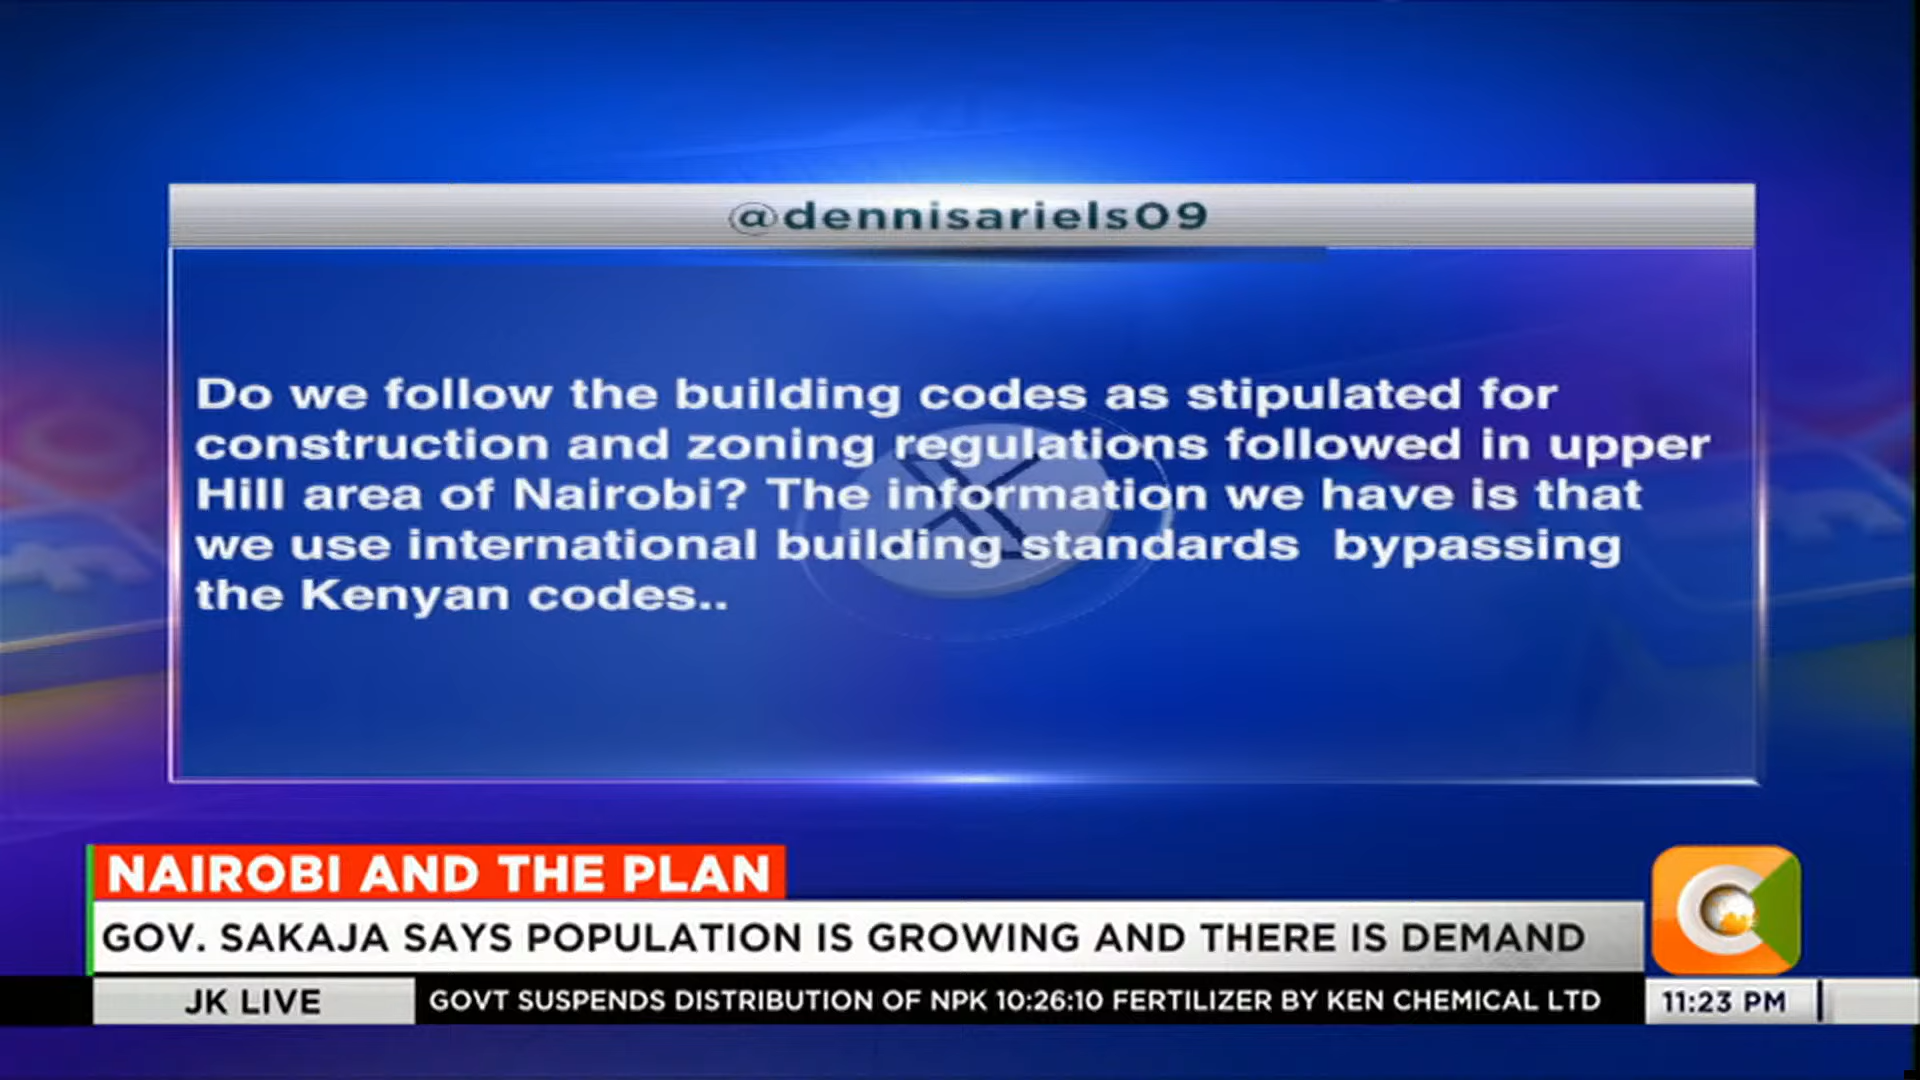 @dennisariels09
Do we follow the building codes as stipulated for
construction and zoning regulations followed in upper
Hill area of Nairobi? The information we have is that
we use international building standards  bypassing
the Kenyan codes..
NAIROBI AND THE PLAN
GOV. SAKAJA SAYS POPULATION IS GROWING AND THERE IS DEMAND
JK LIVE
GOVT SUSPENDS DISTRIBUTION OF NPK 10:26:10 FERTILIZER BY KEN CHEMICAL LTD
11:23 PM